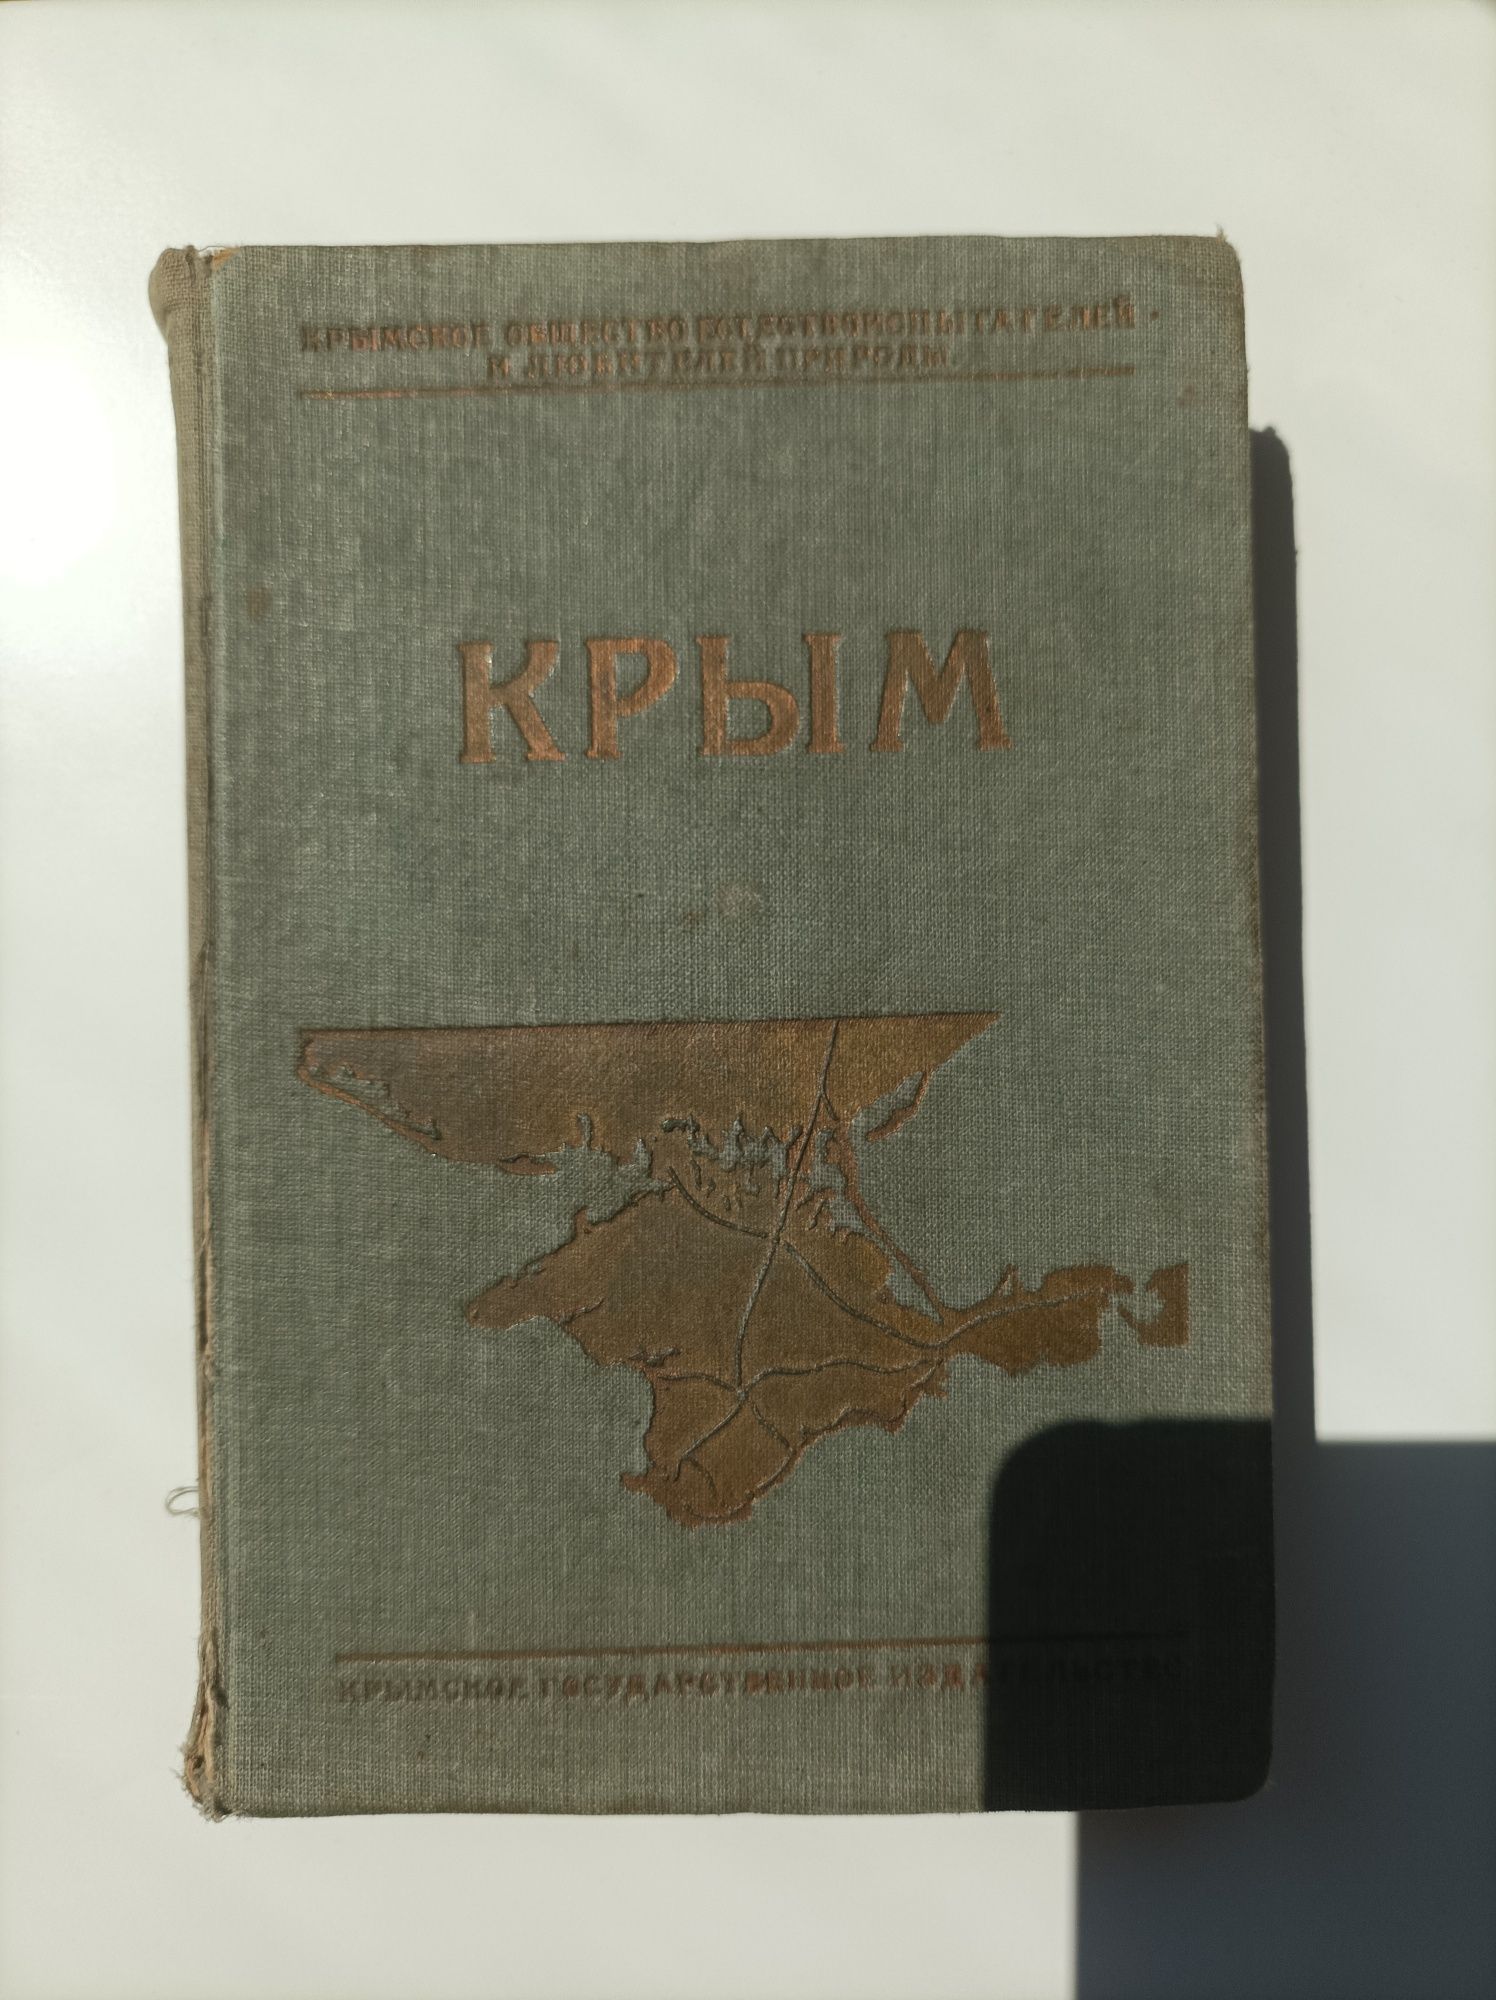 КРЫМСКОЕ ОБЩЕСТВО ЕСТЕСТВОИСПЫТАТЕЛЕЙ
И ЛЮБИТЕЛЕЙ ПРИРОДЫ.
КРЫМ
КРЫМСКОЕ ГОСУДАРСТВЕННОЕ ИЗДАТЕЛЬСТВО